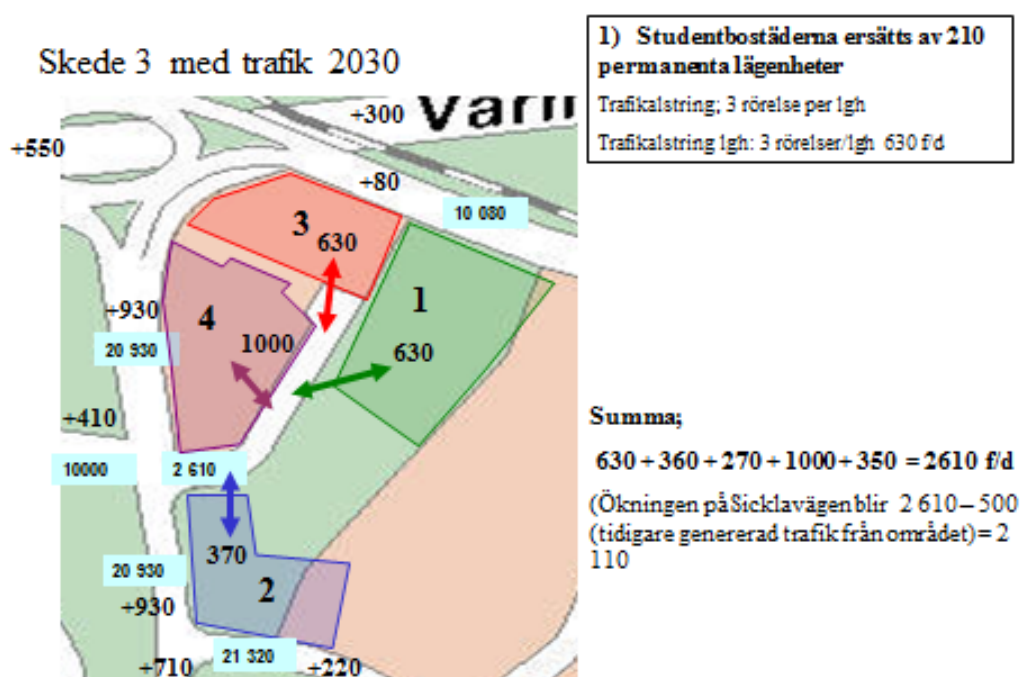 Skede 3 med trafik 2030
1) Studentbostäderna ersätts av 210
permanenta lägenheter
Trafikalstring; 3 rörelse per lgh
Trafikalstring lgh: 3 rörelser/lgh 630 f/d
+300
Värm
+550
+80
10 080
3
630
1
+930
4
1000
20 930
630
+410
10000
2 610
Summa;
630 + 360 + 270 + 1000 + 350 = 2610 f/d
(Ökningen på Sicklavägen blir 2 610 – 500
(tidigare genererad trafik från området) = 2
110
370
20 930
2
+930
21 320
+710
+220